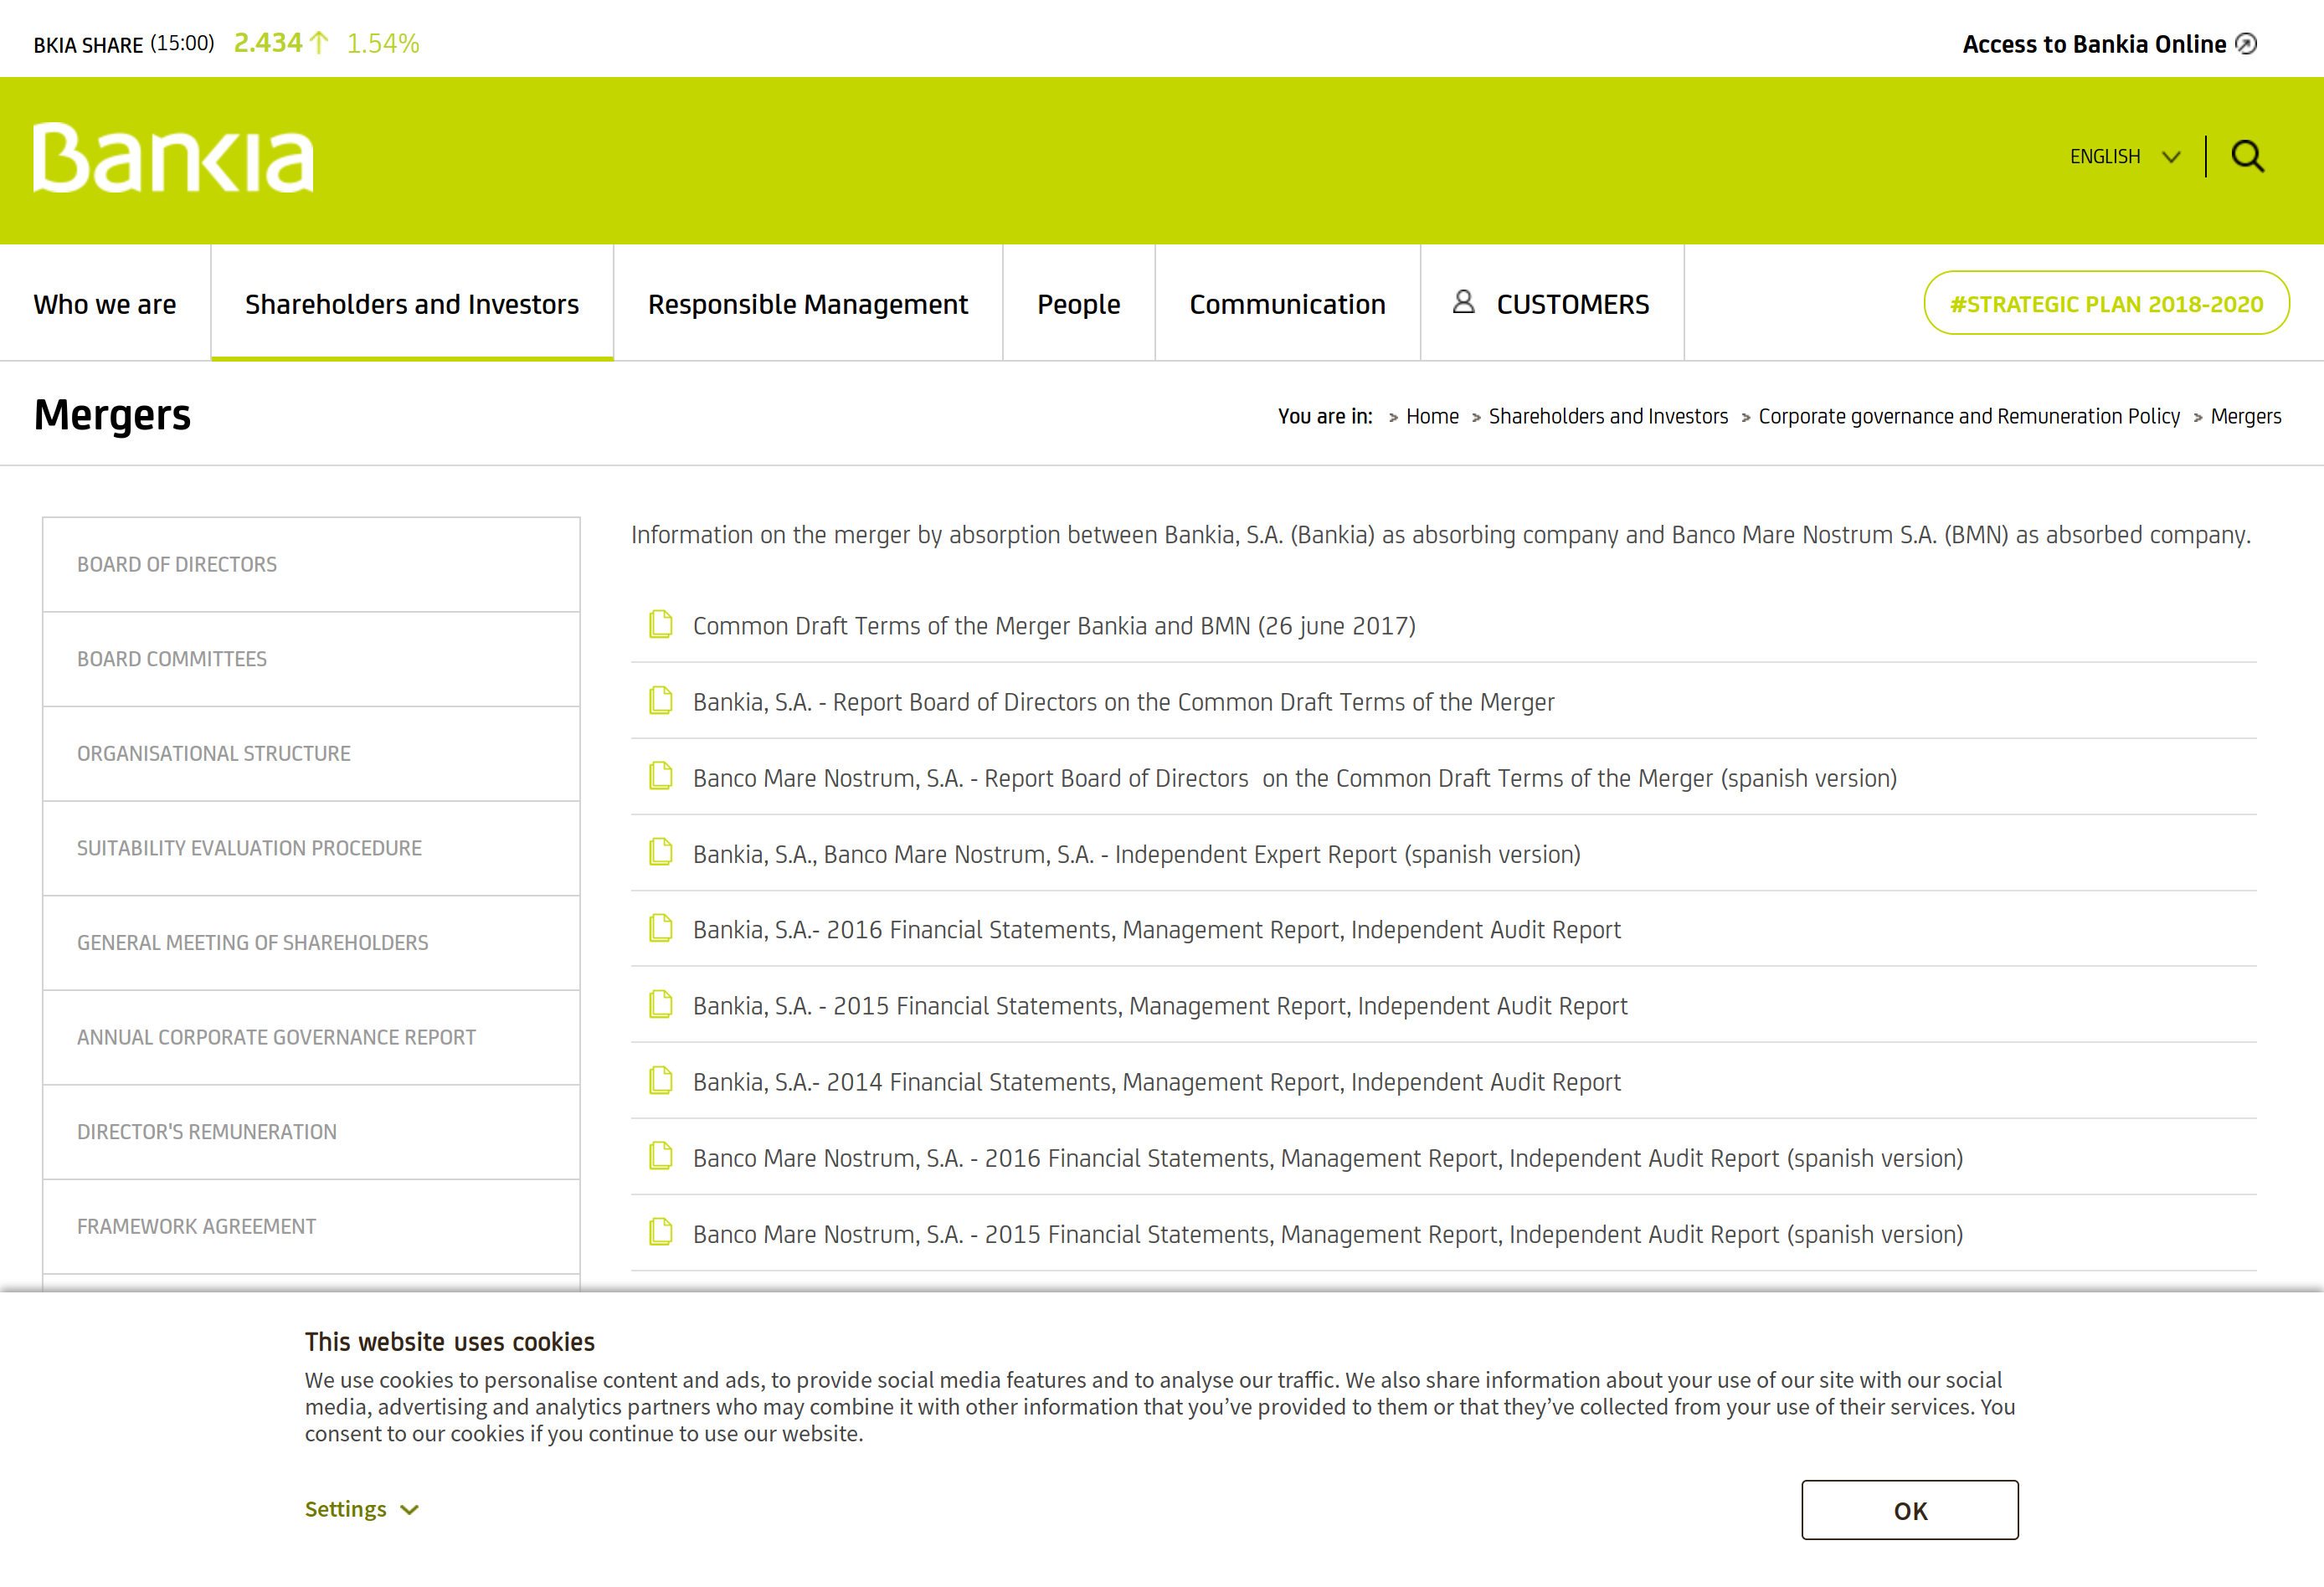 BKIA SHARE (15:00) 2.434 1.54%
Access to Bankia Online
Bankia
ENGLISH
Who we are
Shareholders and Investors
Responsible Management
People
Communication
CUSTOMERS
#STRATEGIC PLAN 2018-2020
Mergers
You are in: > Home > Shareholders and Investors > Corporate governance and Remuneration Policy > Mergers
BOARD OF DIRECTORS
BOARD COMMITTEES
ORGANISATIONAL STRUCTURE
SUITABILITY EVALUATION PROCEDURE
GENERAL MEETING OF SHAREHOLDERS
ANNUAL CORPORATE GOVERNANCE REPORT
DIRECTOR'S REMUNERATION
FRAMEWORK AGREEMENT
Information on the merger by absorption between Bankia, S.A. (Bankia) as absorbing company and Banco Mare Nostrum S.A. (BMN) as absorbed company.
Common Draft Terms of the Merger Bankia and BMN (26 june 2017)
Bankia, S.A. - Report Board of Directors on the Common Draft Terms of the Merger
Banco Mare Nostrum, S.A. - Report Board of Directors  on the Common Draft Terms of the Merger (spanish version)
Bankia, S.A., Banco Mare Nostrum, S.A. - Independent Expert Report (spanish version)
Bankia, S.A.- 2016 Financial Statements, Management Report, Independent Audit Report
Bankia, S.A. - 2015 Financial Statements, Management Report, Independent Audit Report
Bankia, S.A.- 2014 Financial Statements, Management Report, Independent Audit Report
Banco Mare Nostrum, S.A. - 2016 Financial Statements, Management Report, Independent Audit Report (spanish version)
Banco Mare Nostrum, S.A. - 2015 Financial Statements, Management Report, Independent Audit Report (spanish version)
This website uses cookies
We use cookies to personalise content and ads, to provide social media features and to analyse our traffic. We also share information about your use of our site with our social
media, advertising and analytics partners who may combine it with other information that you’ve provided to them or that they’ve collected from your use of their services. You
consent to our cookies if you continue to use our website.
Settings
OK